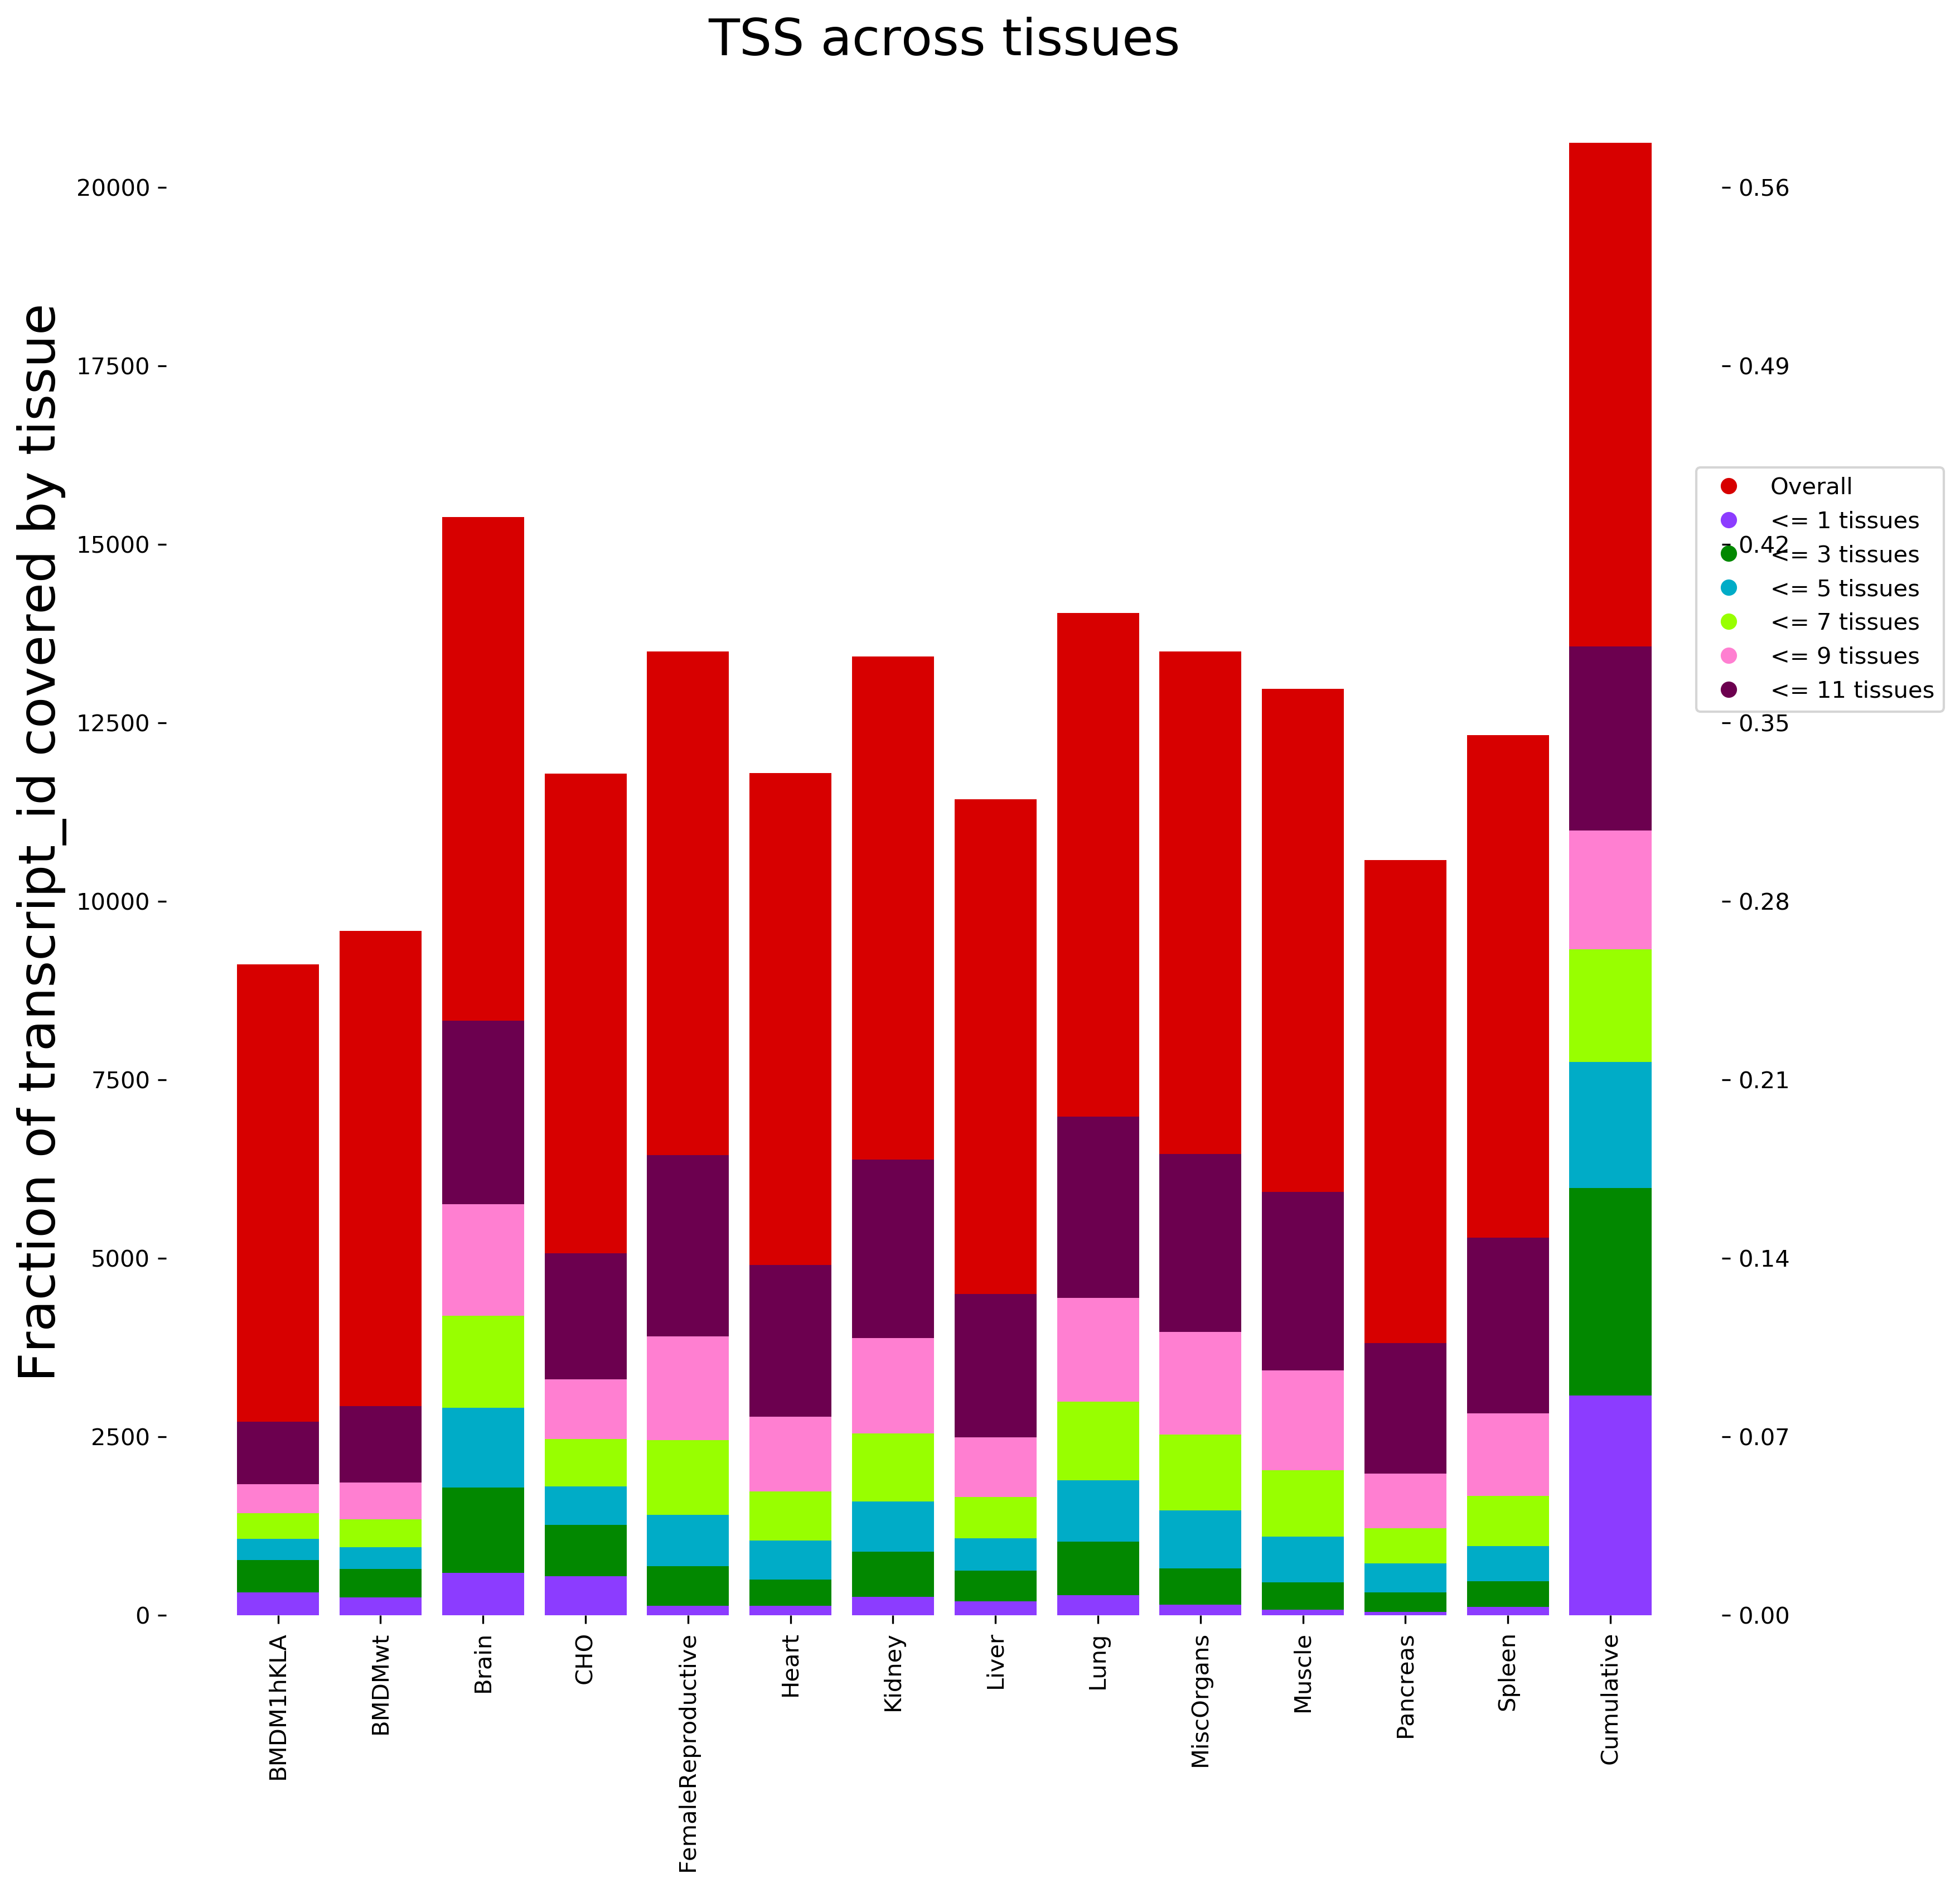 TSS across tissues
Fraction of transcript_id covered by tissue
20000
17500
15000
12500
10000
7500
5000
2500
0
0.56
0.49
0.42
0.35
0.28
0.21
0.14
0.07
0.00
Overall
<= 1 tissues
<= 3 tissues
<= 5 tissues
<= 7 tissues
<= 9 tissues
<= 11 tissues
BMDM1hKLA
BMDMwt
Brain
CHO
FemaleReproductive
Heart
Kidney
Liver
Lung
MiscOrgans
Muscle
Pancreas
Spleen
Cumulative